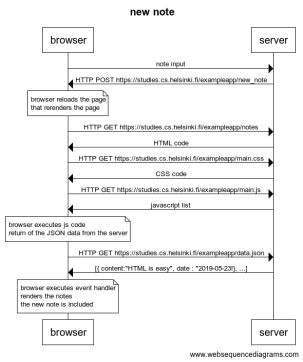 new note
browser
server
note input
HTTP POST https://studies.cs.helsinki.fi/exampleapp/new_note
browser reloads the page
that rerenders the page
HTTP GET https://studies.cs.helsinki.fi/exampleapp/notes
HTML code
HTTP GET https://studies.cs.helsinki.fi/exampleapp/main.css
CSS code
HTTP GET https://studies.cs.helsinki.fi/exampleapp/main.js
javascript list
browser executes js code
return of the JSON data from the server
HTTP GET https://studies.cs.helsinki.fi/exampleapp/data.json
[{ content:"HTML is easy", date : "2019-05-23!}, ...]
browser executes event handler
renders the notes
the new note is included
browser
server
www.websequencediagrams.com